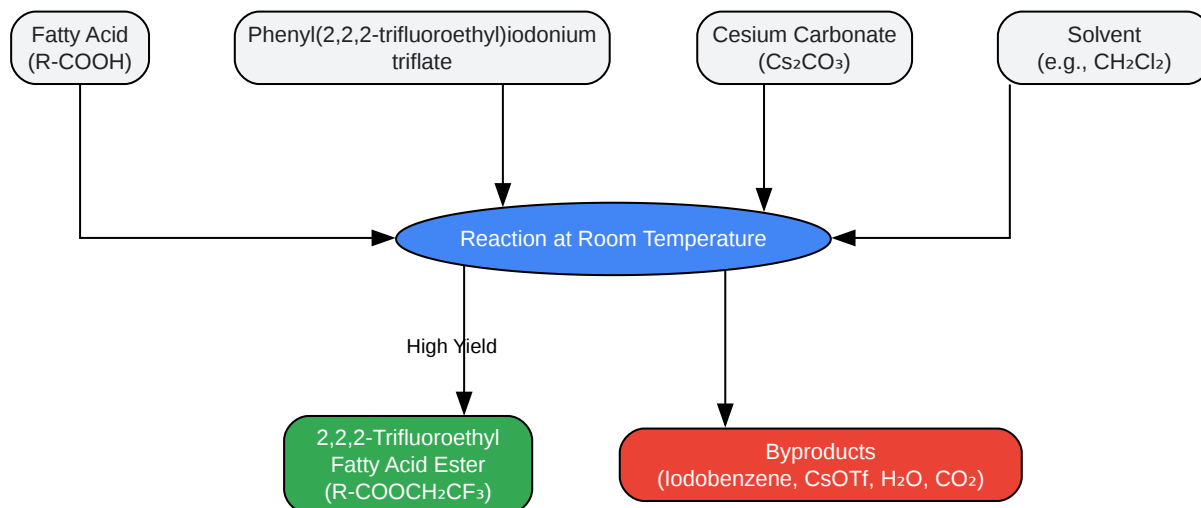 Fatty Acid
(R-COOH)
Phenyl(2,2,2-trifluoroethyl)iodonium
triflate
Cesium Carbonate
(Cs₂CO₃)
Solvent
(e.g., CH₂Cl₂)
Reaction at Room Temperature
High Yield
2,2,2-Trifluoroethyl
Fatty Acid Ester
(R-COOCH₂CF₃)
Byproducts
(Iodobenzene, CsOTf, H₂O, CO₂)